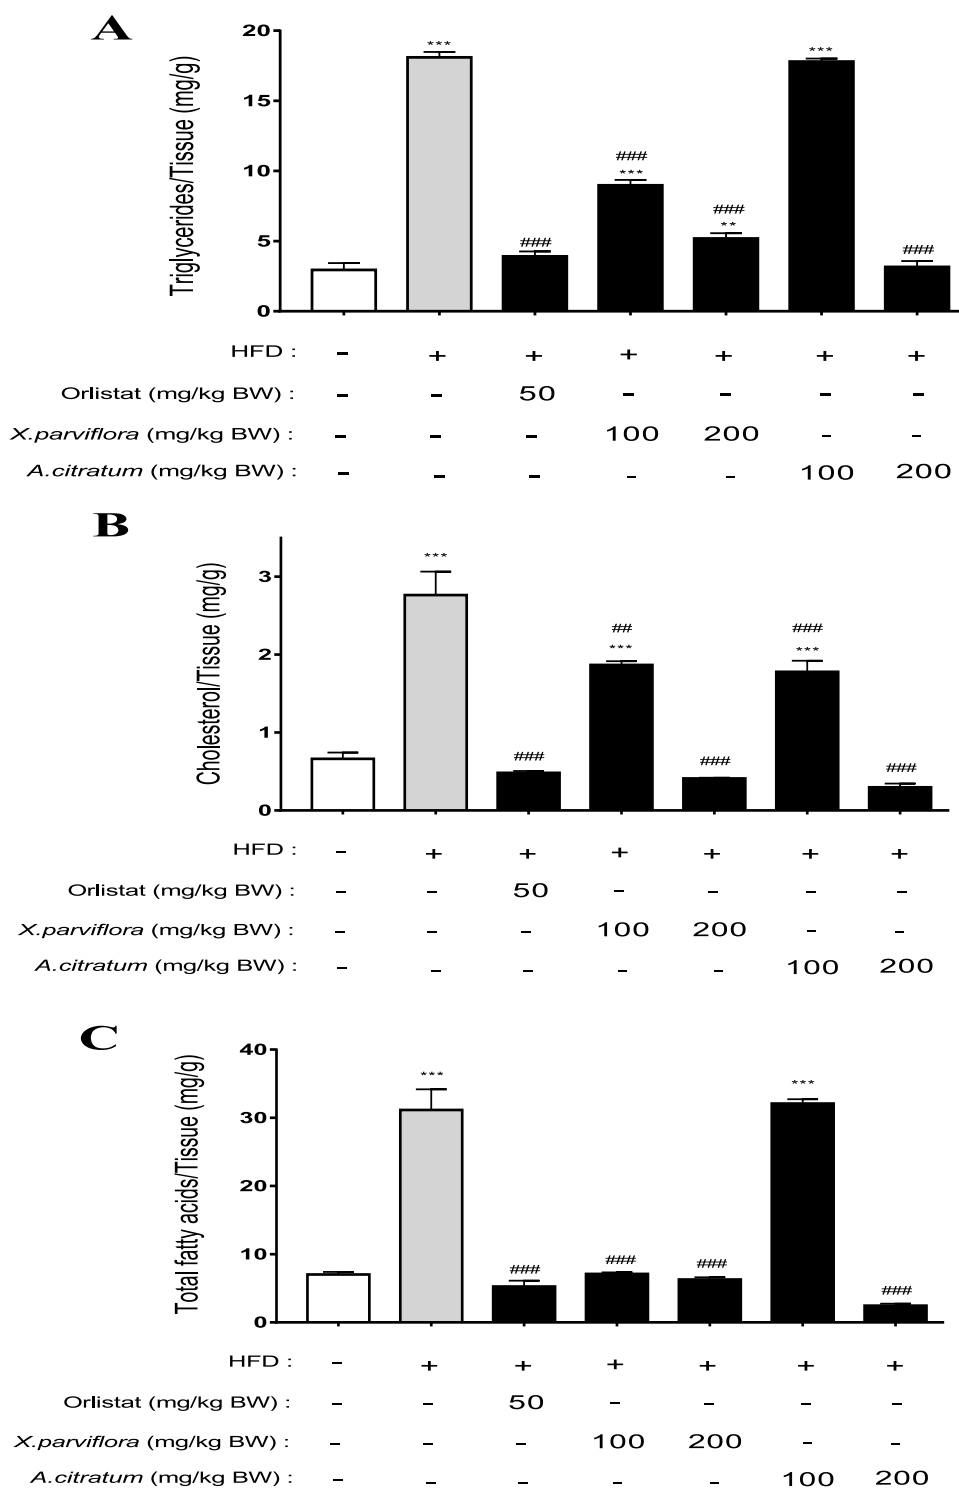 A
Triglycerides/Tissue (mg/g)
20
***
***
15
###
***
10
###
**
5
###
###
0
HFD : - + + + + + +
Orlistat (mg/kg BW) : - - 50 - - - -
X.parviflora (mg/kg BW) : - - - 100 200 - -
A.citratum (mg/kg BW) : - - - - - 100 200
B
Cholesterol/Tissue (mg/g)
***
3
##
***
###
***
2
1
###
###
###
0
HFD : - + + + + + +
Orlistat (mg/kg BW) : - - 50 - - - -
X.parviflora (mg/kg BW) : - - - 100 200 - -
A.citratum (mg/kg BW) : - - - - - 100 200
C
Total fatty acids/Tissue (mg/g)
40
***
***
30
20
10
###
###
###
###
0
HFD : - + + + + + +
Orlistat (mg/kg BW) : - - 50 - - - -
X.parviflora (mg/kg BW) : - - - 100 200 - -
A.citratum (mg/kg BW) : - - - - - 100 200